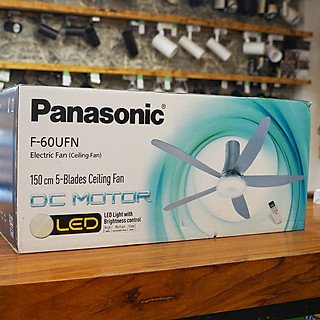 Panasonic
F-60UFN
Electric Fan (Ceiling Fan)
150 cm 5-Blades Ceiling Fan
DC MOTOR
LED
LED Light with
Brightness control